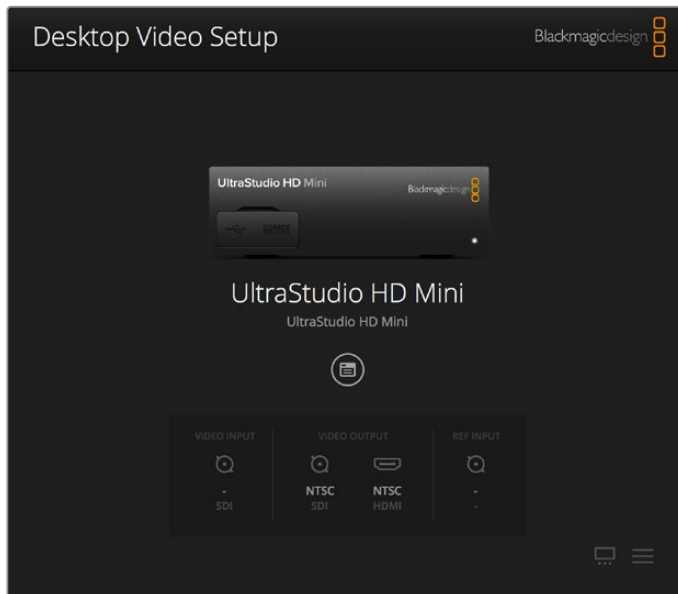 Desktop Video Setup
Blackmagicdesign
UltraStudio HD Mini
Blackmagicdesign
UltraStudio HD Mini
UltraStudio HD Mini
VIDEO INPUT VIDEO OUTPUT REF INPUT
- NTSC NTSC -
SDI SDI HDMI -